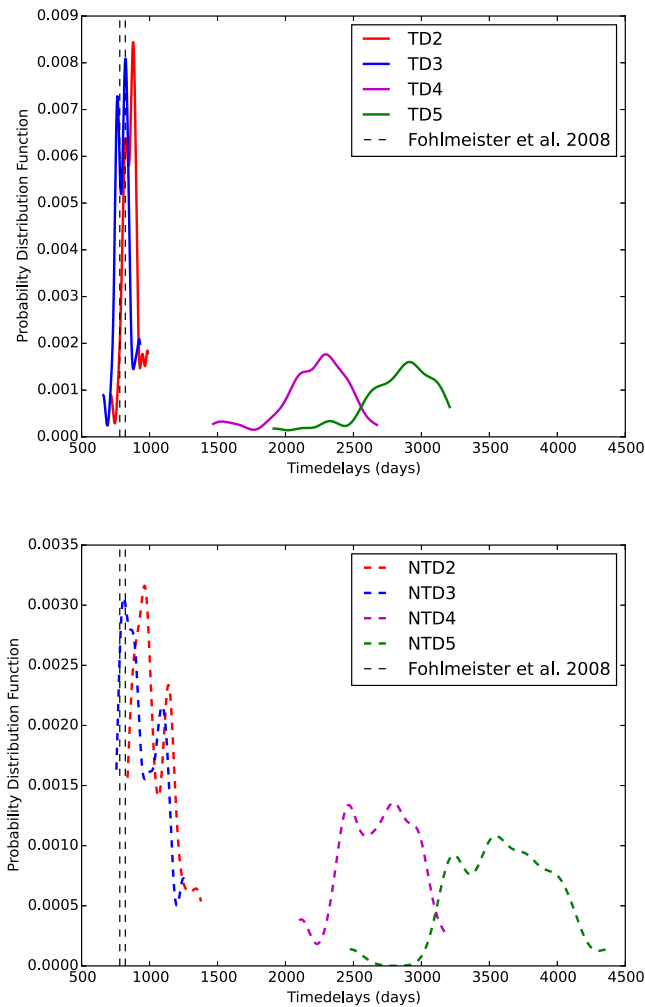 0.009
0.008
0.007
0.006
0.005
0.004
0.003
0.002
0.001
0.000
Probability Distribution Function
TD2
TD3
TD4
TD5
Fohlmeister et al. 2008
500 1000 1500 2000 2500 3000 3500 4000 4500
Timedelays (days)
0.0035
0.0030
0.0025
0.0020
0.0015
0.0010
0.0005
0.0000
Probability Distribution Function
NTD2
NTD3
NTD4
NTD5
Fohlmeister et al. 2008
500 1000 1500 2000 2500 3000 3500 4000 4500
Timedelays (days)